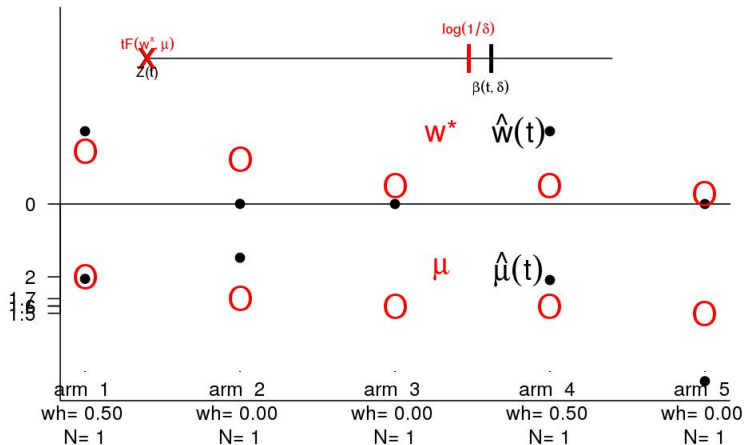 log(1/δ)
tF(w*, μ)
Z(t)
β(t, δ)
w* ŵ(t)
0
μ μ̂(t)
2
1.7
1.5
arm 1 arm 2 arm 3 arm 4 arm 5
wh= 0.50 wh= 0.00 wh= 0.00 wh= 0.50 wh= 0.00
N= 1 N= 1 N= 1 N= 1 N= 1